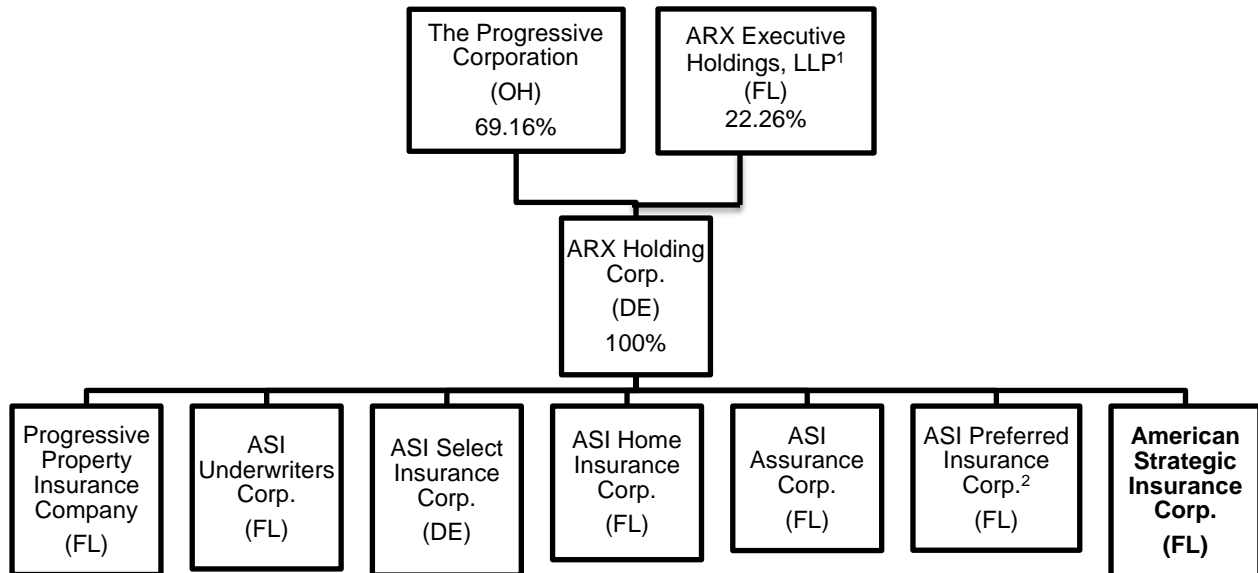 The Progressive
Corporation
(OH)
69.16%
ARX Executive
Holdings, LLP¹
(FL)
22.26%
ARX Holding
Corp.
(DE)
100%
Progressive
Property
Insurance
Company
(FL)
ASI
Underwriters
Corp.
(FL)
ASI Select
Insurance
Corp.
(DE)
ASI Home
Insurance
Corp.
(FL)
ASI
Assurance
Corp.
(FL)
ASI Preferred
Insurance
Corp.²
(FL)
American
Strategic
Insurance
Corp.
(FL)